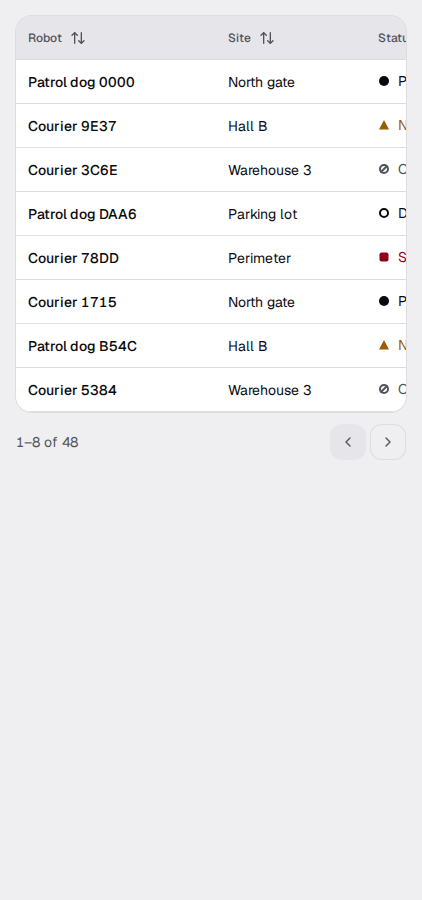 Robot Site Statu
Patrol dog 0000 North gate P
Courier 9E37 Hall B N
Courier 3C6E Warehouse 3
Patrol dog DAA6 Parking lot D
Courier 78DD Perimeter S
Courier 1715 North gate P
Patrol dog B54C Hall B N
Courier 5384 Warehouse 3
1–8 of 48